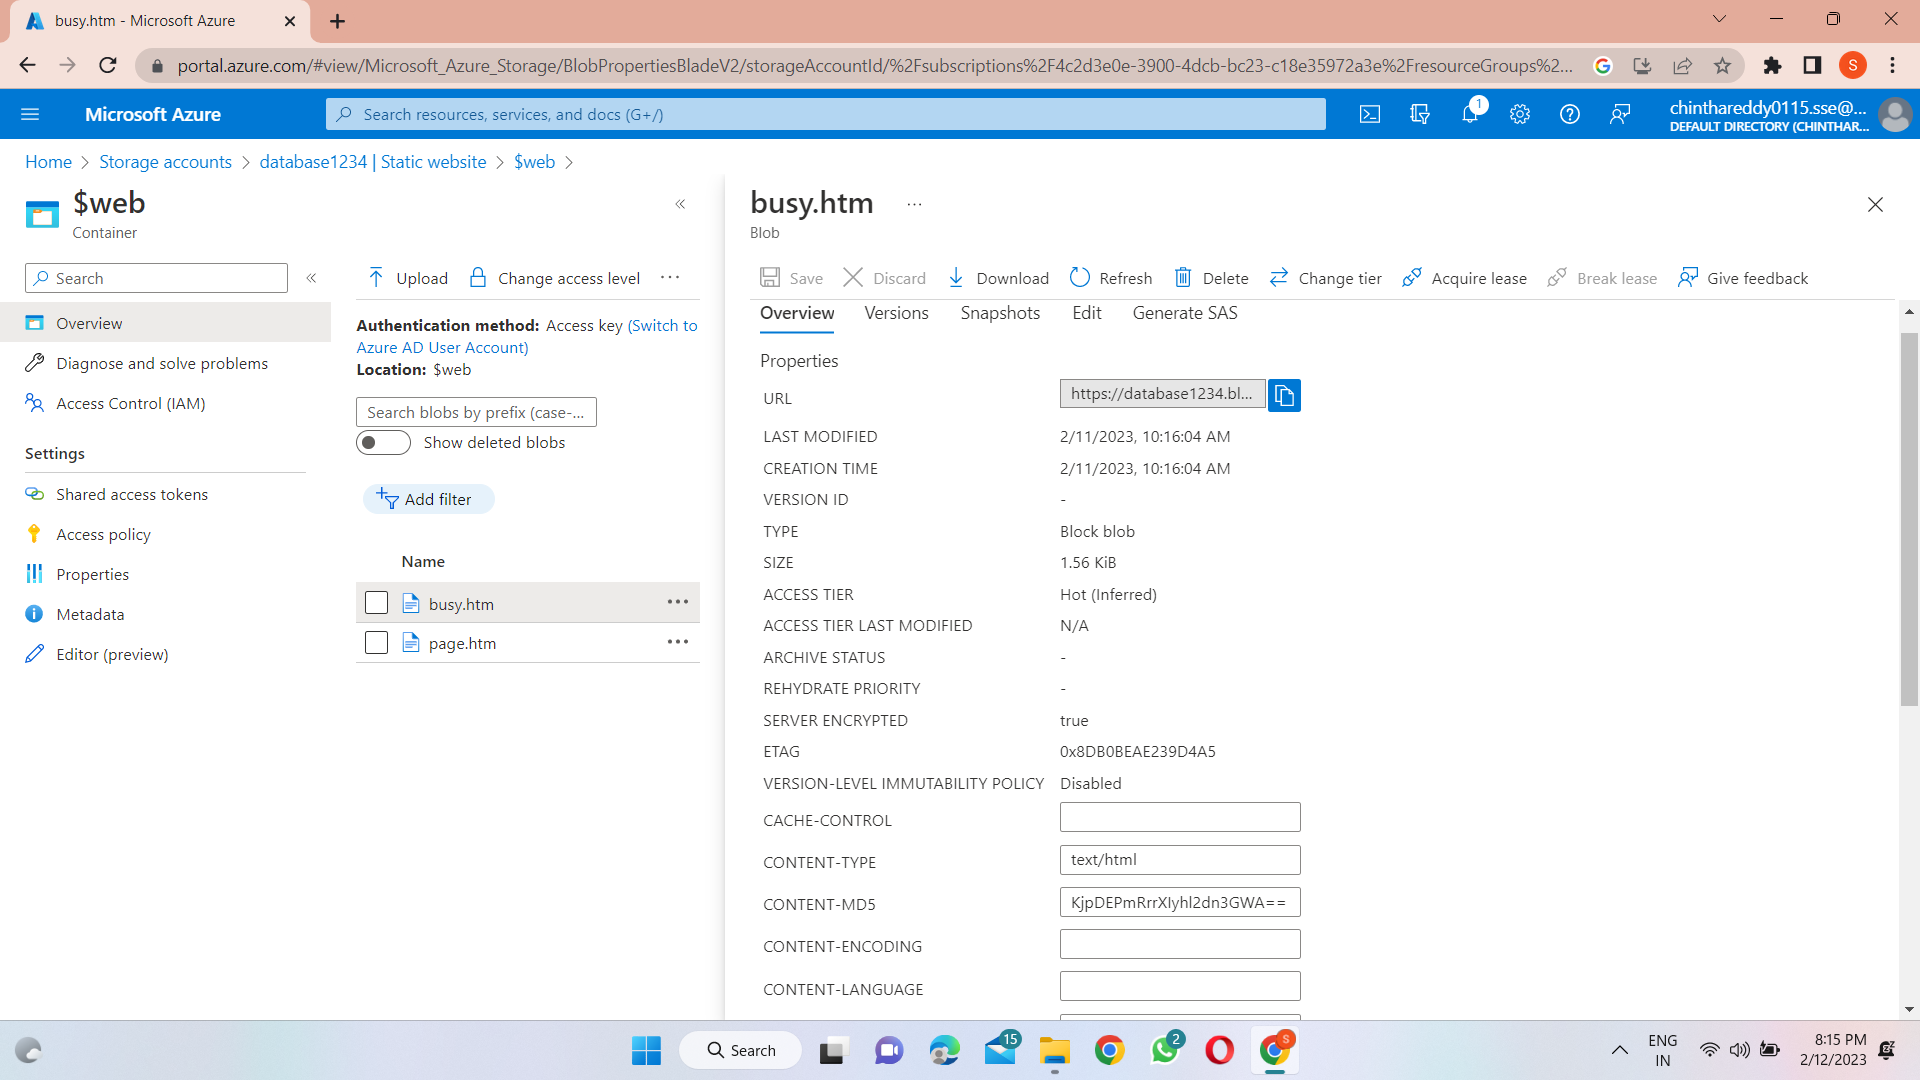 busy.htm - Microsoft Azure
portal.azure.com/#view/Microsoft_Azure_Storage/BlobPropertiesBladeV2/storageAccountId/%2Fsubscriptions%2F4c2d3e0e-3900-4dcb-bc23-c18e35972a3e%2FresourceGroups%2...
S
Microsoft Azure
Search resources, services, and docs (G+/)
1
chinthareddy0115.sse@...
DEFAULT DIRECTORY (CHINTHAR...
Home > Storage accounts > database1234 | Static website > $web >
$web
Container
Search
Overview
Diagnose and solve problems
Access Control (IAM)
Settings
Shared access tokens
Access policy
Properties
Metadata
Editor (preview)
Upload
Change access level
Authentication method: Access key (Switch to
Azure AD User Account)
Location: $web
Search blobs by prefix (case-...
Show deleted blobs
Add filter
Name
busy.htm
page.htm
busy.htm
Blob
Save Discard Download Refresh Delete Change tier Acquire lease Break lease Give feedback
Overview Versions Snapshots Edit Generate SAS
Properties
URL https://database1234.bl...
LAST MODIFIED 2/11/2023, 10:16:04 AM
CREATION TIME 2/11/2023, 10:16:04 AM
VERSION ID -
TYPE Block blob
SIZE 1.56 KiB
ACCESS TIER Hot (Inferred)
ACCESS TIER LAST MODIFIED N/A
ARCHIVE STATUS -
REHYDRATE PRIORITY -
SERVER ENCRYPTED true
ETAG 0x8DB0BEAE239D4A5
VERSION-LEVEL IMMUTABILITY POLICY Disabled
CACHE-CONTROL
CONTENT-TYPE text/html
CONTENT-MD5 KjpDEPmRrrXIyhl2dn3GWA==
CONTENT-ENCODING
CONTENT-LANGUAGE
Search
15
2
S
ENG
IN
8:15 PM
2/12/2023